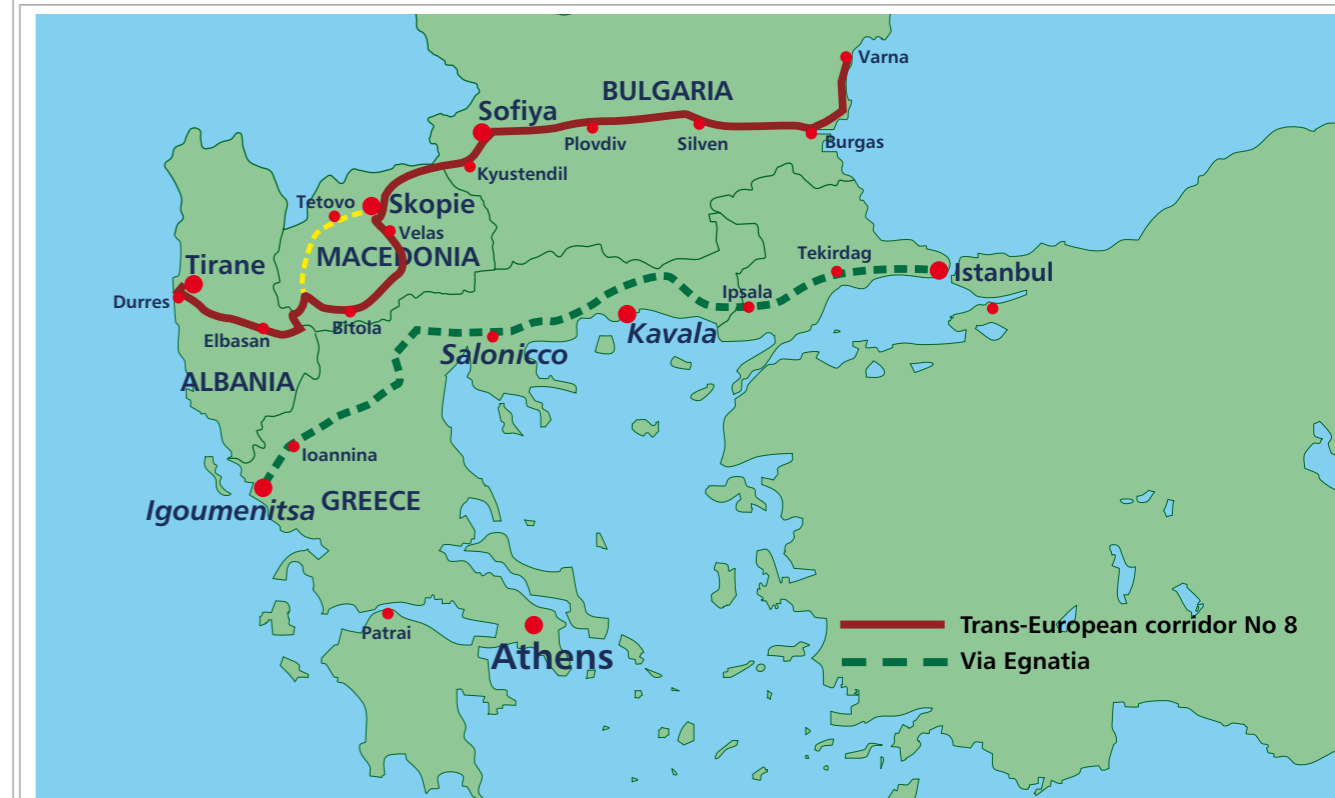 Varna
BULGARIA
Sofiya
Plovdiv
Silven
Burgas
Kyustendil
Tetovo
Skopie
Velas
MACEDONIA
Tirane
Tekirdag
Istanbul
Durres
Ipsala
Elbasan
Bitola
Kavala
Salonicco
ALBANIA
Ioannina
Igoumenitsa
GREECE
Patrai
Athens
Trans-European corridor No 8
Via Egnatia